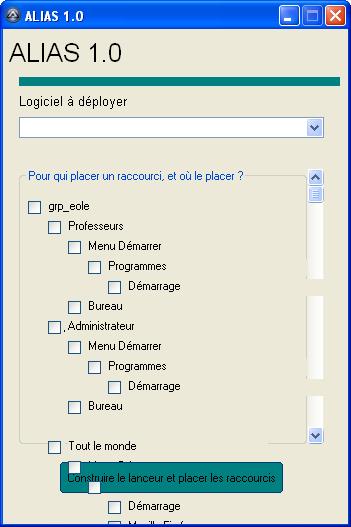 ALIAS 1.0
ALIAS 1.0
Logiciel à déployer
Pour qui placer un raccourci, et où le placer ?
grp_eole
Professeurs
Menu Démarrer
Programmes
Démarrage
Bureau
Administrateur
Menu Démarrer
Programmes
Démarrage
Bureau
Tout le monde
Construire le lanceur et placer les raccourcis
Démarrage